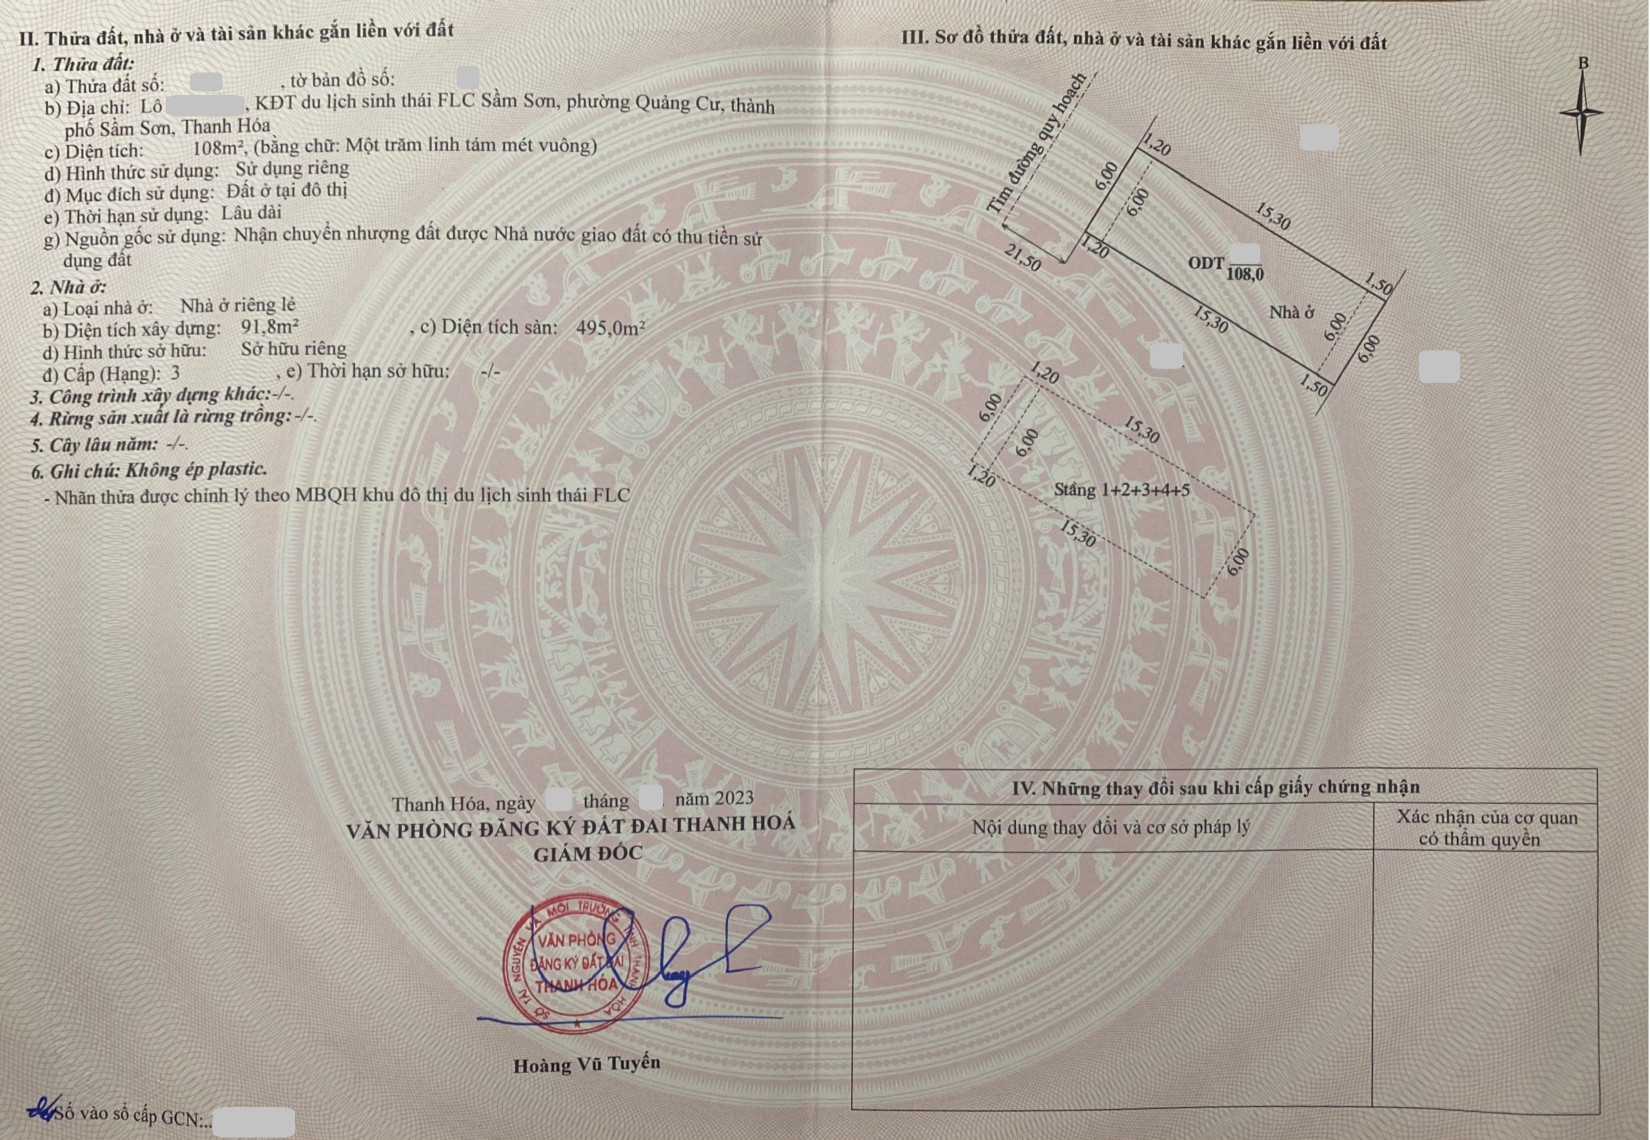 II. Thửa đất, nhà ở và tài sản khác gắn liền với đất
1. Thửa đất:
a) Thửa đất số: , tờ bản đồ số:
b) Địa chỉ: Lô , KĐT du lịch sinh thái FLC Sầm Sơn, phường Quảng Cư, thành
phố Sầm Sơn, Thanh Hóa
c) Diện tích: 108m², (bằng chữ: Một trăm linh tám mét vuông)
d) Hình thức sử dụng: Sử dụng riêng
đ) Mục đích sử dụng: Đất ở tại đô thị
e) Thời hạn sử dụng: Lâu dài
g) Nguồn gốc sử dụng: Nhận chuyển nhượng đất được Nhà nước giao đất có thu tiền sử
dụng đất
2. Nhà ở:
a) Loại nhà ở: Nhà ở riêng lẻ
b) Diện tích xây dựng: 91,8m² , c) Diện tích sàn: 495,0m²
d) Hình thức sở hữu: Sở hữu riêng
đ) Cấp (Hạng): 3 , e) Thời hạn sở hữu: -/-
3. Công trình xây dựng khác:-/-.
4. Rừng sản xuất là rừng trồng:-/-.
5. Cây lâu năm: -/-.
6. Ghi chú: Không ép plastic.
- Nhãn thửa được chỉnh lý theo MBQH khu đô thị du lịch sinh thái FLC
Thanh Hóa, ngày tháng năm 2023
VĂN PHÒNG ĐĂNG KÝ ĐẤT ĐAI THANH HOÁ
GIÁM ĐỐC
SỞ TÀI NGUYÊN VÀ MÔI TRƯỜNG TỈNH THANH HÓA
VĂN PHÒNG
ĐĂNG KÝ ĐẤT ĐAI
THANH HÓA
Hoàng Vũ Tuyến
Số vào sổ cấp GCN:..
III. Sơ đồ thửa đất, nhà ở và tài sản khác gắn liền với đất
B
Tim đường quy hoạch
21,50
1,20
6,00
6,00
1,20
15,30
ODT
108,0
Nhà ở
15,30
1,50
6,00
6,00
1,50
1,20
6,00
6,00
1,20
15,30
Stầng 1+2+3+4+5
15,30
6,00
IV. Những thay đổi sau khi cấp giấy chứng nhận
Nội dung thay đổi và cơ sở pháp lý
Xác nhận của cơ quan
có thẩm quyền